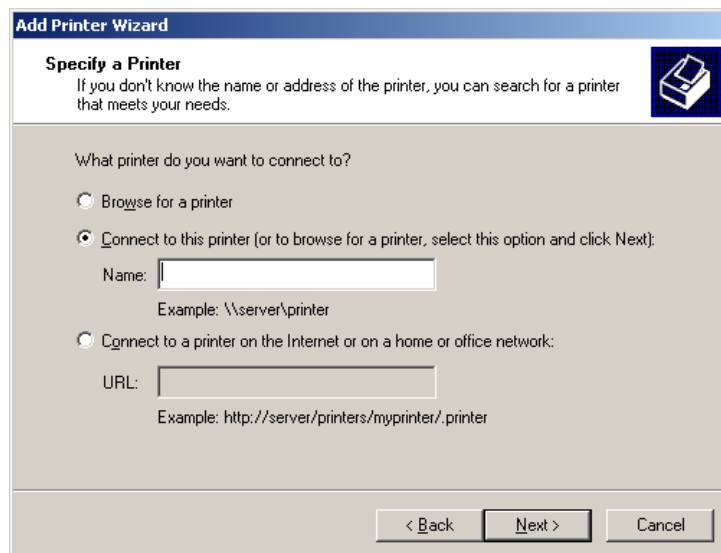 Add Printer Wizard
Specify a Printer
If you don't know the name or address of the printer, you can search for a printer
that meets your needs.
What printer do you want to connect to?
Browse for a printer
Connect to this printer (or to browse for a printer, select this option and click Next):
Name:
Example: \\server\printer
Connect to a printer on the Internet or on a home or office network:
URL:
Example: http://server/printers/myprinter/.printer
< Back Next > Cancel